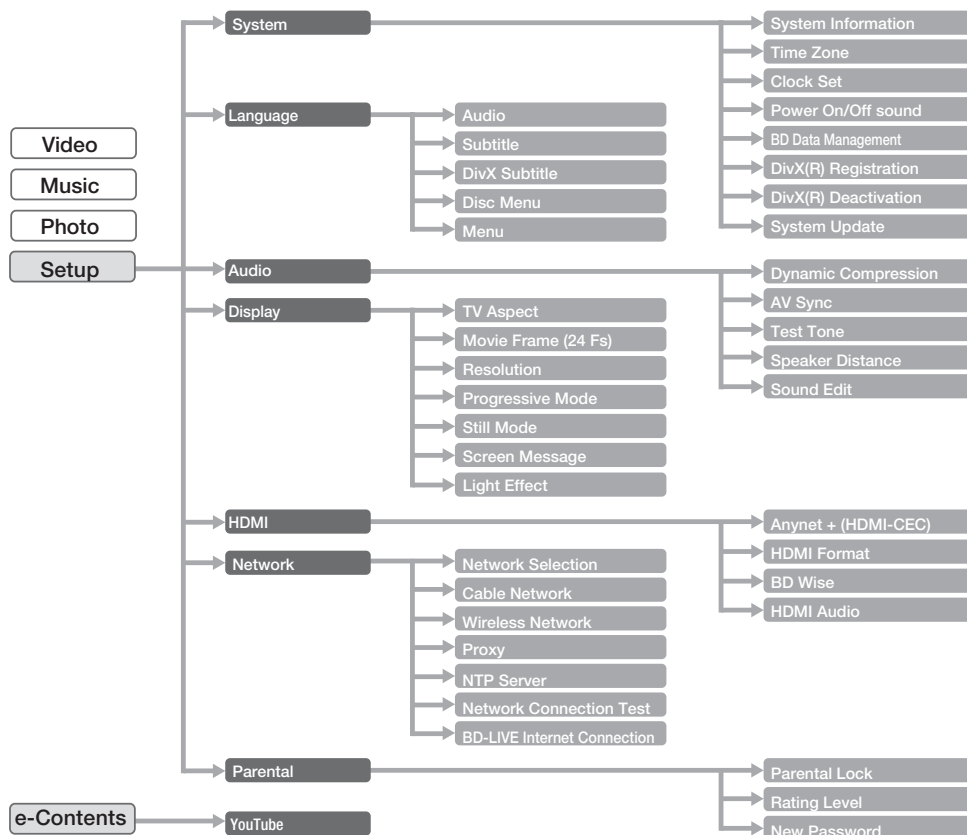 Video
Music
Photo
Setup
e-Contents
System
System Information
Time Zone
Clock Set
Power On/Off sound
BD Data Management
DivX(R) Registration
DivX(R) Deactivation
System Update
Language
Audio
Subtitle
DivX Subtitle
Disc Menu
Menu
Audio
Dynamic Compression
AV Sync
Test Tone
Speaker Distance
Sound Edit
Display
TV Aspect
Movie Frame (24 Fs)
Resolution
Progressive Mode
Still Mode
Screen Message
Light Effect
HDMI
Anynet + (HDMI-CEC)
HDMI Format
BD Wise
HDMI Audio
Network
Network Selection
Cable Network
Wireless Network
Proxy
NTP Server
Network Connection Test
BD-LIVE Internet Connection
Parental
Parental Lock
Rating Level
New Password
YouTube